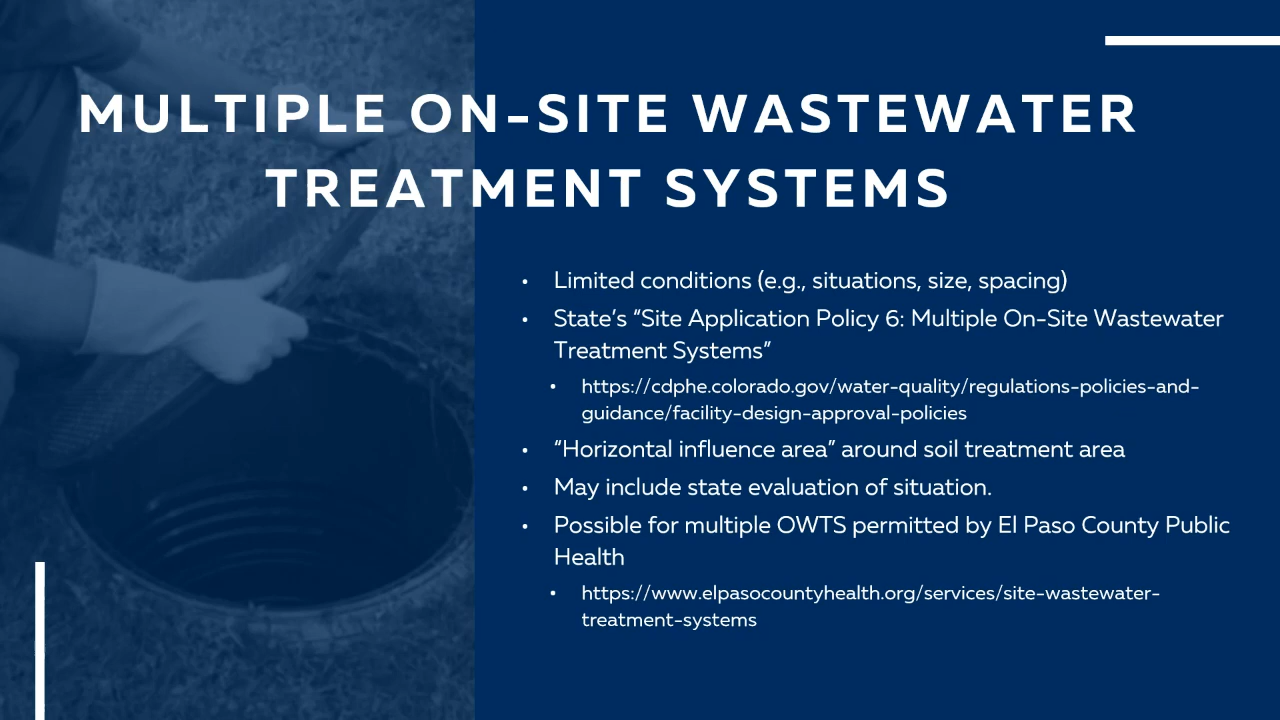 MULTIPLE ON-SITE WASTEWATER
TREATMENT SYSTEMS
• Limited conditions (e.g., situations, size, spacing)
• State's "Site Application Policy 6: Multiple On-Site Wastewater
Treatment Systems"
• https://cdphe.colorado.gov/water-quality/regulations-policies-and-
guidance/facility-design-approval-policies
• "Horizontal influence area" around soil treatment area
• May include state evaluation of situation.
• Possible for multiple OWTS permitted by El Paso County Public
Health
• https://www.elpasocountyhealth.org/services/site-wastewater-
treatment-systems